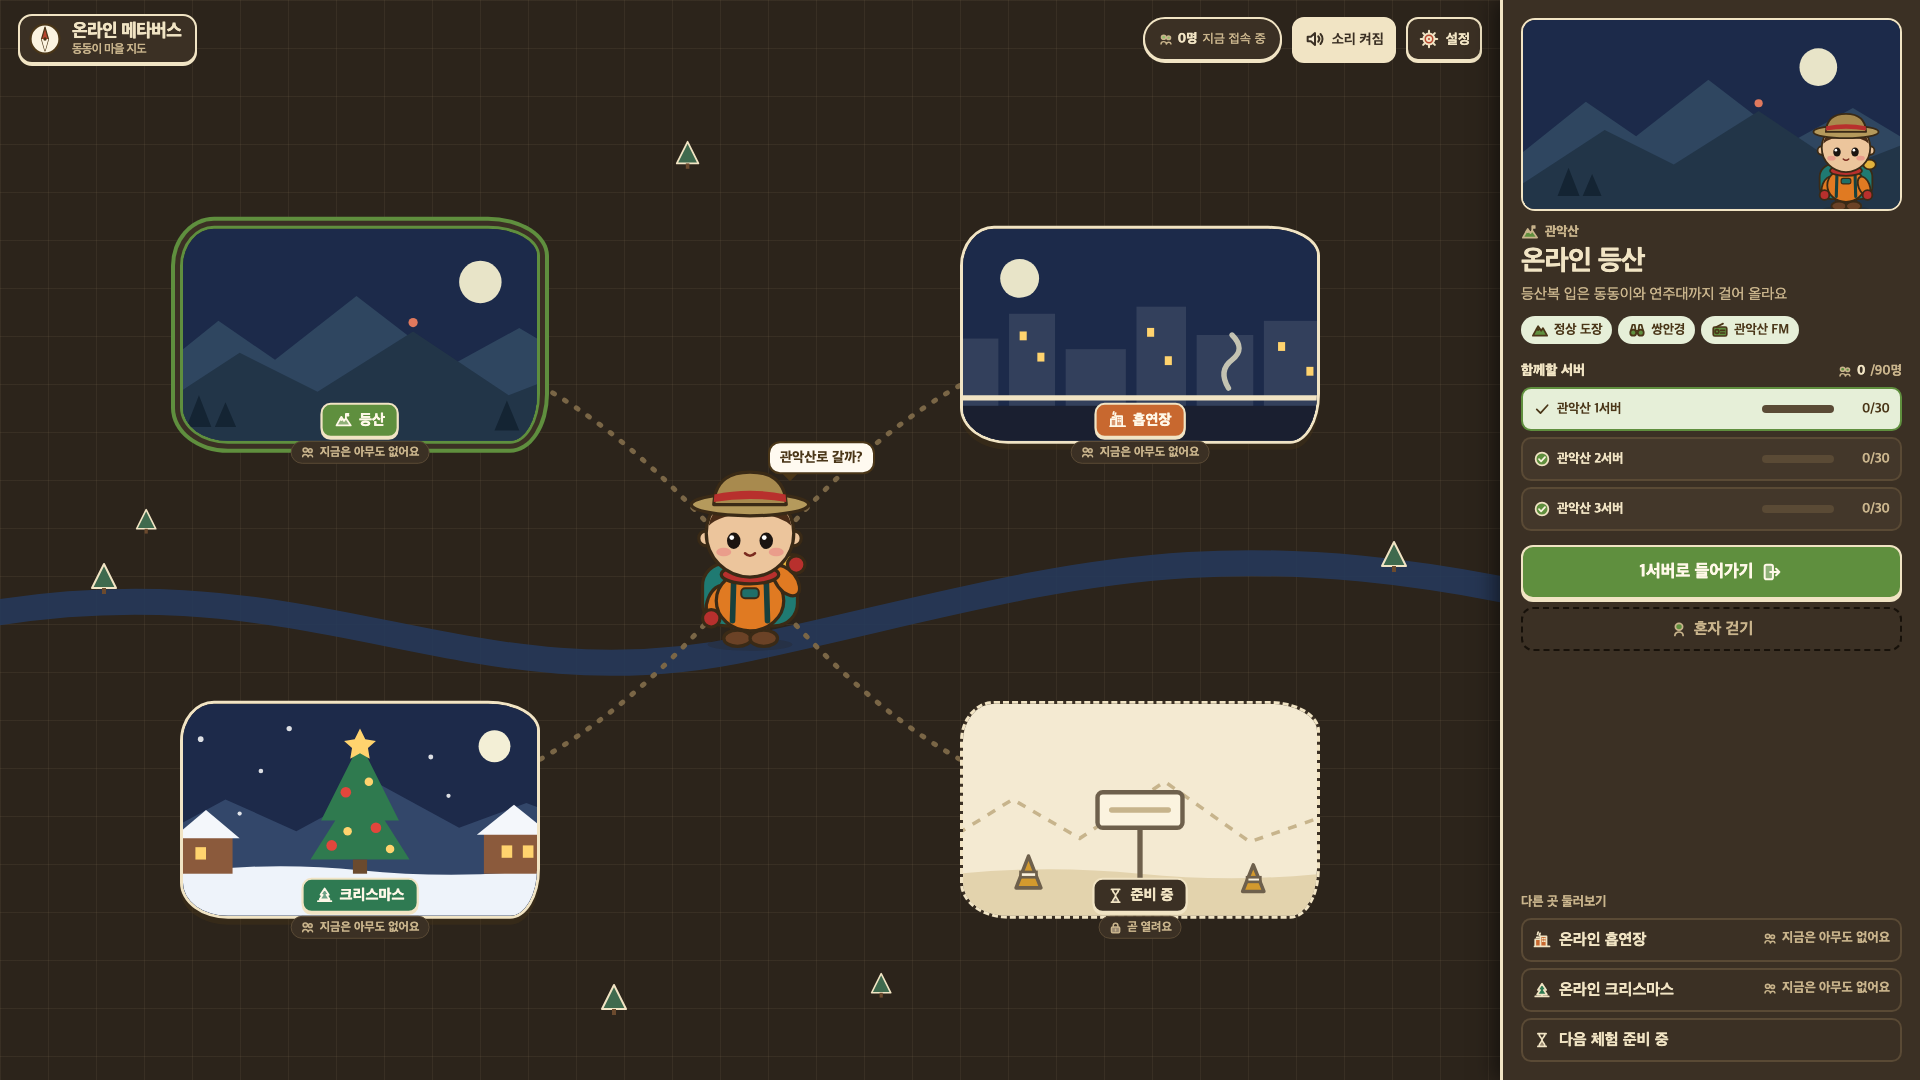 온라인 메타버스
동동이 마을 지도
0명 지금 접속 중
소리 켜짐
설정
등산
지금은 아무도 없어요
흡연장
지금은 아무도 없어요
관악산로 갈까?
크리스마스
지금은 아무도 없어요
준비 중
곧 열려요
관악산
온라인 등산
등산복 입은 동동이와 연주대까지 걸어 올라요
정상 도장
쌍안경
관악산 FM
함께할 서버
0 /90명
관악산 1서버
0/30
관악산 2서버
0/30
관악산 3서버
0/30
1서버로 들어가기
혼자 걷기
다른 곳 둘러보기
온라인 흡연장
지금은 아무도 없어요
온라인 크리스마스
지금은 아무도 없어요
다음 체험 준비 중